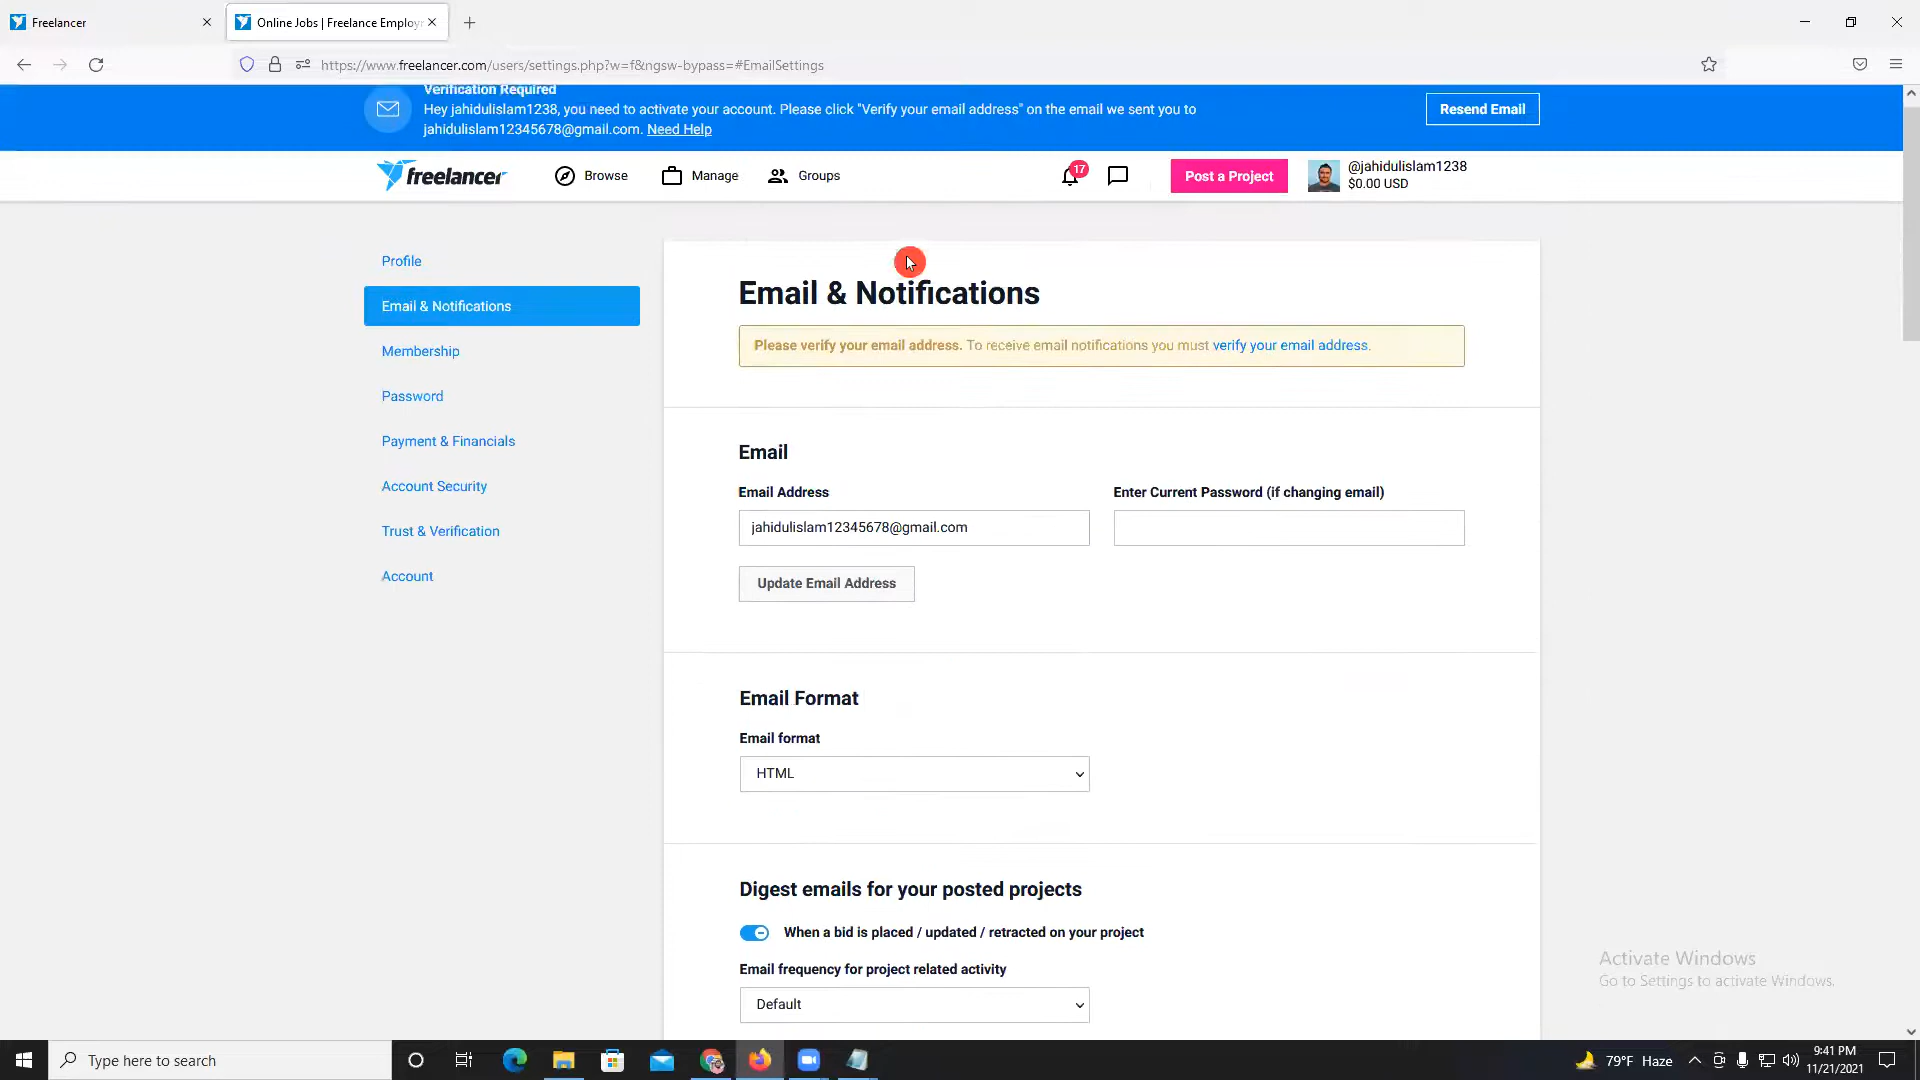 Freelancer
Online Jobs | Freelance Employ
https://www.freelancer.com/users/settings.php?w=f&ngsw-bypass=#EmailSettings
Verification Required
Hey jahidulislam1238, you need to activate your account. Please click "Verify your email address" on the email we sent you to
jahidulislam12345678@gmail.com. Need Help
Resend Email
freelancer
Browse
Manage
Groups
17
Post a Project
@jahidulislam1238
$0.00 USD
Profile
Email & Notifications
Membership
Password
Payment & Financials
Account Security
Trust & Verification
Account
Email & Notifications
Please verify your email address. To receive email notifications you must verify your email address.
Email
Email Address
Enter Current Password (if changing email)
jahidulislam12345678@gmail.com
Update Email Address
Email Format
Email format
HTML
Digest emails for your posted projects
When a bid is placed / updated / retracted on your project
Email frequency for project related activity
Default
Activate Windows
Go to Settings to activate Windows.
Type here to search
79°F Haze
9:41 PM
11/21/2021